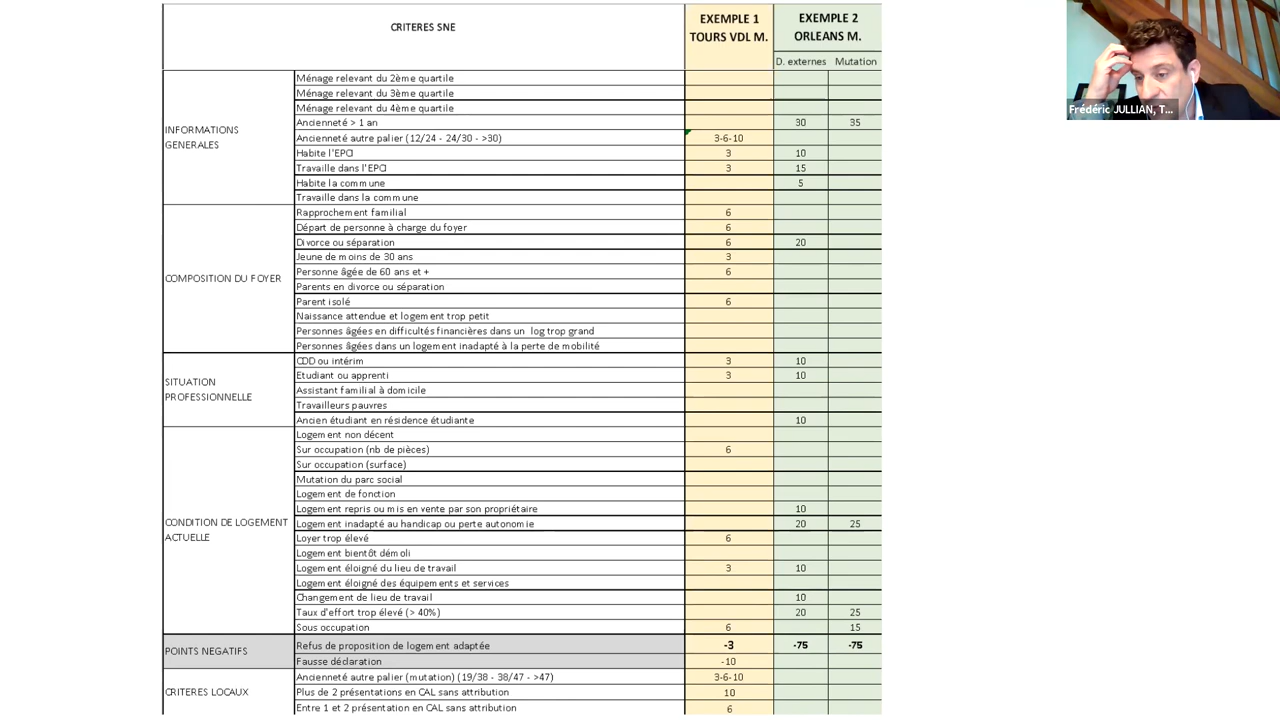 CRITERES SNE
EXEMPLE 1
TOURS VDL M.
EXEMPLE 2
ORLEANS M.
D. externes Mutation
INFORMATIONS
GENERALES
Ménage relevant du 2ème quartile
Ménage relevant du 3ème quartile
Ménage relevant du 4ème quartile
Ancienneté > 1 an 30 35
Ancienneté autre palier (12/24 - 24/30 - >30) 3-6-10
Habite l'EPCI 3 10
Travaille dans l'EPCI 3 15
Habite la commune 5
Travaille dans la commune
COMPOSITION DU FOYER
Rapprochement familial 6
Départ de personne à charge du foyer 6
Divorce ou séparation 6 20
Jeune de moins de 30 ans 3
Personne âgée de 60 ans et + 6
Parents en divorce ou séparation
Parent isolé 6
Naissance attendue et logement trop petit
Personnes âgées en difficultés financières dans un log trop grand
Personnes âgées dans un logement inadapté à la perte de mobilité
SITUATION
PROFESSIONNELLE
CDD ou intérim 3 10
Etudiant ou apprenti 3 10
Assistant familial à domicile
Travailleurs pauvres
Ancien étudiant en résidence étudiante 10
CONDITION DE LOGEMENT
ACTUELLE
Logement non décent
Sur occupation (nb de pièces) 6
Sur occupation (surface)
Mutation du parc social
Logement de fonction
Logement repris ou mis en vente par son propriétaire 10
Logement inadapté au handicap ou perte autonomie 20 25
Loyer trop élevé 6
Logement bientôt démoli
Logement éloigné du lieu de travail 3 10
Logement éloigné des équipements et services
Changement de lieu de travail 10
Taux d'effort trop élevé (> 40%) 20 25
Sous occupation 6 15
POINTS NEGATIFS
Refus de proposition de logement adaptée -3 -75 -75
Fausse déclaration -10
CRITERES LOCAUX
Ancienneté autre palier (mutation) (19/38 - 38/47 - >47) 3-6-10
Plus de 2 présentations en CAL sans attribution 10
Entre 1 et 2 présentation en CAL sans attribution 6
Frédéric JULLIAN, T...